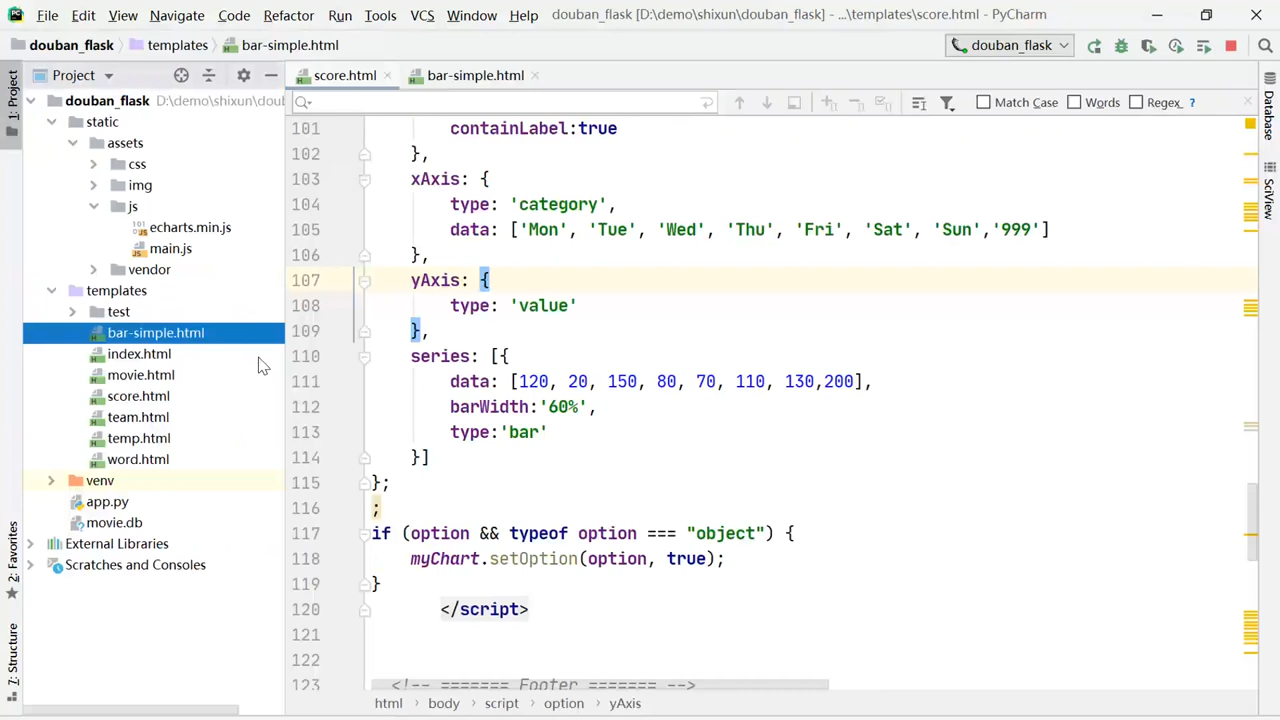 File Edit View Navigate Code Refactor Run Tools VCS Window Help douban_flask [D:\demo\shixun\douban_flask] - ...\templates\score.html - PyCharm
douban_flask templates bar-simple.html douban_flask
1: Project
Project
score.html bar-simple.html
Match Case Words Regex ?
douban_flask D:\demo\shixun\dou
static
assets
css
img
js
echarts.min.js
main.js
vendor
templates
test
bar-simple.html
index.html
movie.html
score.html
team.html
temp.html
word.html
venv
app.py
movie.db
External Libraries
Scratches and Consoles
2: Favorites
7: Structure
101 containLabel:true
102 },
103 xAxis: {
104 type: 'category',
105 data: ['Mon', 'Tue', 'Wed', 'Thu', 'Fri', 'Sat', 'Sun','999']
106 },
107 yAxis: {
108 type: 'value'
109 },
110 series: [{
111 data: [120, 20, 150, 80, 70, 110, 130,200],
112 barWidth:'60%',
113 type:'bar'
114 }]
115 };
116 ;
117 if (option && typeof option === "object") {
118 myChart.setOption(option, true);
119 }
120 </script>
121
122
123 <!-- ======= Footer ======= -->
html body script option yAxis
Database
SciView